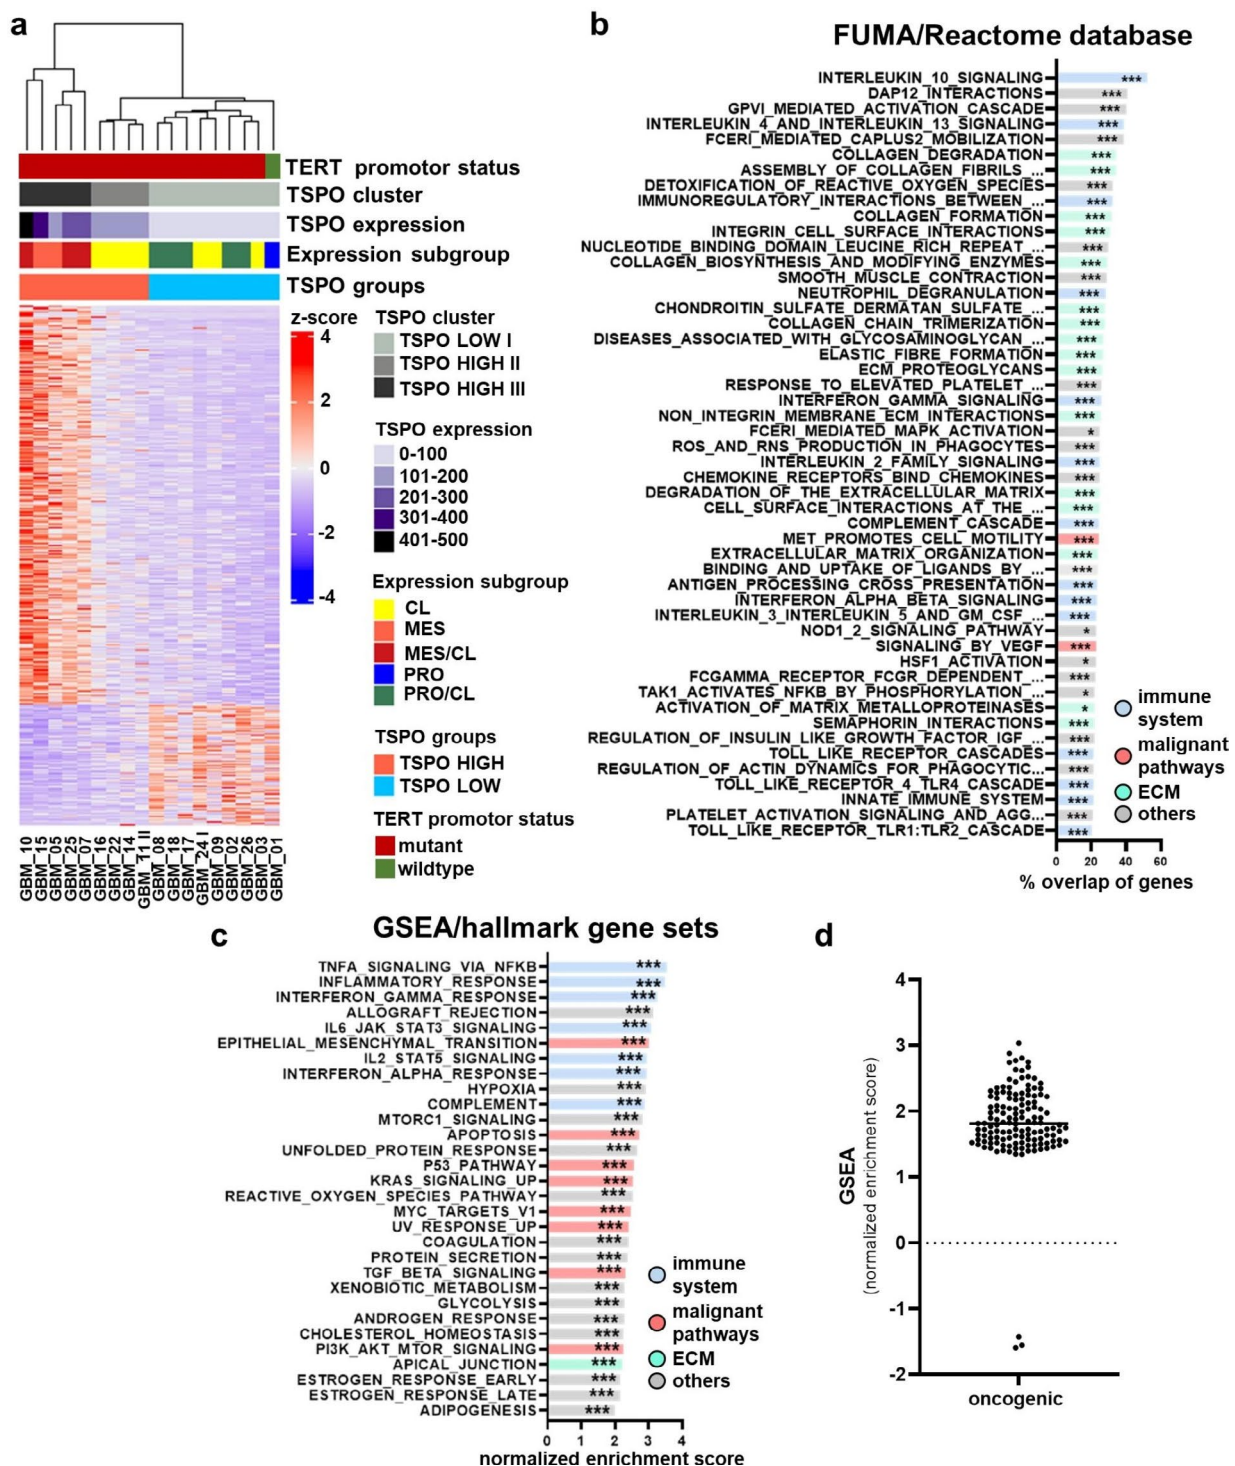 a
TERT promotor status
TSPO cluster
TSPO expression
Expression subgroup
TSPO groups
z-score
4
2
0
-2
-4
TSPO cluster
TSPO LOW I
TSPO HIGH II
TSPO HIGH III
TSPO expression
0-100
101-200
201-300
301-400
401-500
Expression subgroup
CL
MES
MES/CL
PRO
PRO/CL
TSPO groups
TSPO HIGH
TSPO LOW
TERT promotor status
mutant
wildtype
GBM_10
GBM_15
GBM_05
GBM_25
GBM_07
GBM_16
GBM_22
GBM_14
GBM_11 II
GBM_08
GBM_18
GBM_17
GBM_24 I
GBM_09
GBM_02
GBM_26
GBM_03
GBM_01
b
FUMA/Reactome database
INTERLEUKIN_10_SIGNALING ***
DAP12_INTERACTIONS ***
GPVI_MEDIATED_ACTIVATION_CASCADE ***
INTERLEUKIN_4_AND_INTERLEUKIN_13_SIGNALING ***
FCERI_MEDIATED_CAPLUS2_MOBILIZATION ***
COLLAGEN_DEGRADATION ***
ASSEMBLY_OF_COLLAGEN_FIBRILS_... ***
DETOXIFICATION_OF_REACTIVE_OXYGEN_SPECIES ***
IMMUNOREGULATORY_INTERACTIONS_BETWEEN_... ***
COLLAGEN_FORMATION ***
INTEGRIN_CELL_SURFACE_INTERACTIONS ***
NUCLEOTIDE_BINDING_DOMAIN_LEUCINE_RICH_REPEAT_... ***
COLLAGEN_BIOSYNTHESIS_AND_MODIFYING_ENZYMES ***
SMOOTH_MUSCLE_CONTRACTION ***
NEUTROPHIL_DEGRANULATION ***
CHONDROITIN_SULFATE_DERMATAN_SULFATE_... ***
COLLAGEN_CHAIN_TRIMERIZATION ***
DISEASES_ASSOCIATED_WITH_GLYCOSAMINOGLYCAN_... ***
ELASTIC_FIBRE_FORMATION ***
ECM_PROTEOGLYCANS ***
RESPONSE_TO_ELEVATED_PLATELET_... ***
INTERFERON_GAMMA_SIGNALING ***
NON_INTEGRIN_MEMBRANE_ECM_INTERACTIONS ***
FCERI_MEDIATED_MAPK_ACTIVATION *
ROS_AND_RNS_PRODUCTION_IN_PHAGOCYTES ***
INTERLEUKIN_2_FAMILY_SIGNALING ***
CHEMOKINE_RECEPTORS_BIND_CHEMOKINES ***
DEGRADATION_OF_THE_EXTRACELLULAR_MATRIX ***
CELL_SURFACE_INTERACTIONS_AT_THE_... ***
COMPLEMENT_CASCADE ***
MET_PROMOTES_CELL_MOTILITY ***
EXTRACELLULAR_MATRIX_ORGANIZATION ***
BINDING_AND_UPTAKE_OF_LIGANDS_BY_... ***
ANTIGEN_PROCESSING_CROSS_PRESENTATION ***
INTERFERON_ALPHA_BETA_SIGNALING ***
INTERLEUKIN_3_INTERLEUKIN_5_AND_GM_CSF_... ***
NOD1_2_SIGNALING_PATHWAY *
SIGNALING_BY_VEGF ***
HSF1_ACTIVATION *
FCGAMMA_RECEPTOR_FCGR_DEPENDENT_... ***
TAK1_ACTIVATES_NFKB_BY_PHOSPHORYLATION_... *
ACTIVATION_OF_MATRIX_METALLOPROTEINASES *
SEMAPHORIN_INTERACTIONS ***
REGULATION_OF_INSULIN_LIKE_GROWTH_FACTOR_IGF_... ***
TOLL_LIKE_RECEPTOR_CASCADES ***
REGULATION_OF_ACTIN_DYNAMICS_FOR_PHAGOCYTIC... ***
TOLL_LIKE_RECEPTOR_4_TLR4_CASCADE ***
INNATE_IMMUNE_SYSTEM ***
PLATELET_ACTIVATION_SIGNALING_AND_AGG... ***
TOLL_LIKE_RECEPTOR_TLR1:TLR2_CASCADE ***
0 20 40 60
% overlap of genes
immune
system
malignant
pathways
ECM
others
c
GSEA/hallmark gene sets
TNFA_SIGNALING_VIA_NFKB ***
INFLAMMATORY_RESPONSE ***
INTERFERON_GAMMA_RESPONSE ***
ALLOGRAFT_REJECTION ***
IL6_JAK_STAT3_SIGNALING ***
EPITHELIAL_MESENCHYMAL_TRANSITION ***
IL2_STAT5_SIGNALING ***
INTERFERON_ALPHA_RESPONSE ***
HYPOXIA ***
COMPLEMENT ***
MTORC1_SIGNALING ***
APOPTOSIS ***
UNFOLDED_PROTEIN_RESPONSE ***
P53_PATHWAY ***
KRAS_SIGNALING_UP ***
REACTIVE_OXYGEN_SPECIES_PATHWAY ***
MYC_TARGETS_V1 ***
UV_RESPONSE_UP ***
COAGULATION ***
PROTEIN_SECRETION ***
TGF_BETA_SIGNALING ***
XENOBIOTIC_METABOLISM ***
GLYCOLYSIS ***
ANDROGEN_RESPONSE ***
CHOLESTEROL_HOMEOSTASIS ***
PI3K_AKT_MTOR_SIGNALING ***
APICAL_JUNCTION ***
ESTROGEN_RESPONSE_EARLY ***
ESTROGEN_RESPONSE_LATE ***
ADIPOGENESIS ***
0 1 2 3 4
normalized enrichment score
immune
system
malignant
pathways
ECM
others
d
GSEA
(normalized enrichment score)
4
3
2
1
0
-1
-2
oncogenic